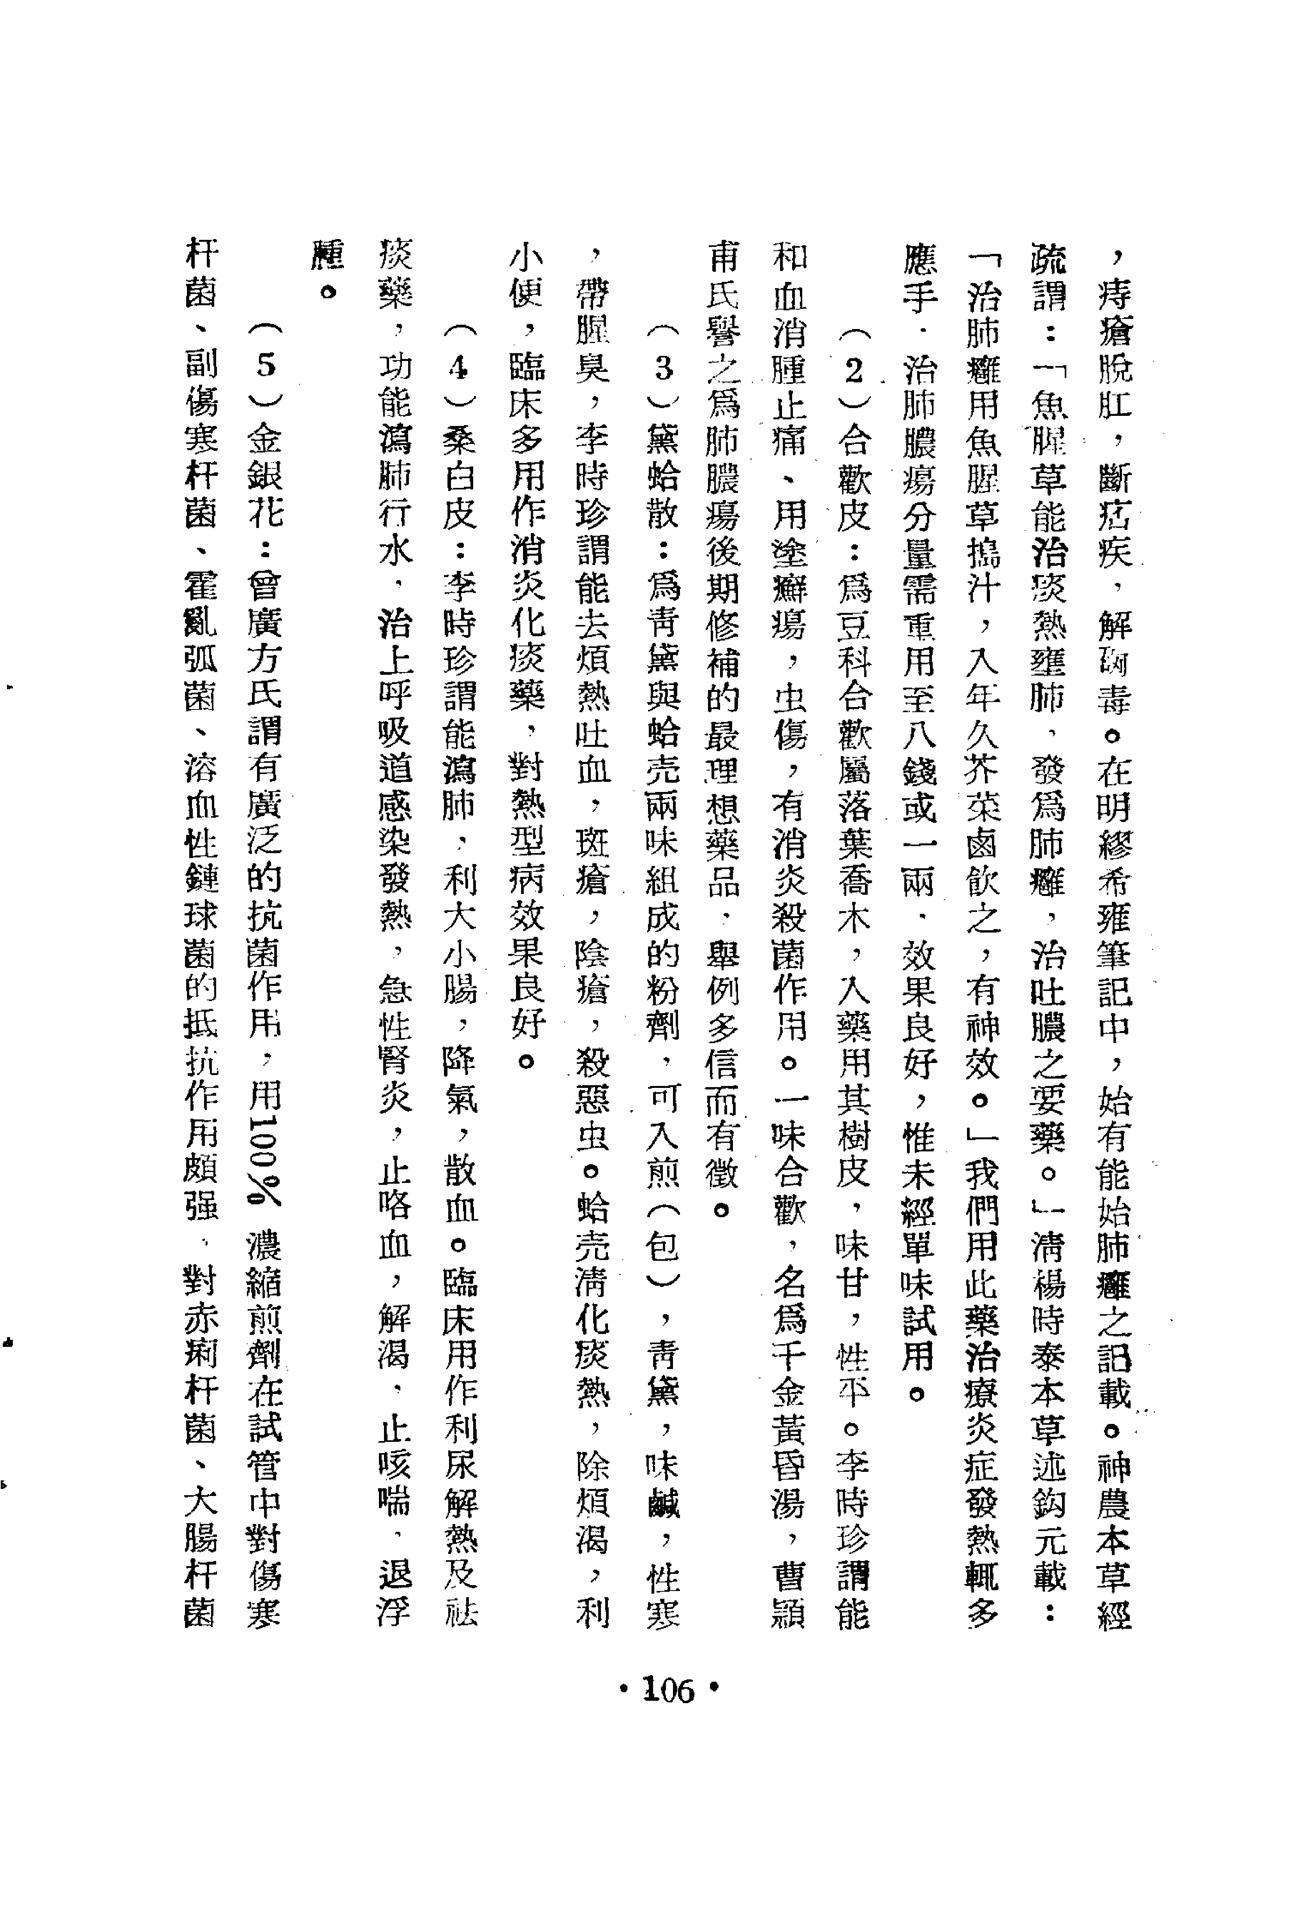 ，痔瘡脫肛，斷痁疾，解硇毒。在明繆希雍筆記中，始有能始肺癰之記載。神農本草經
疏謂：「魚腥草能治痰熱壅肺，發爲肺癰，治吐膿之要藥。」淸楊時泰本草述鈎元載：
「治肺癰用魚腥草搗汁，入年久芥菜鹵飮之，有神效。」我們用此藥治療炎症發熱輒多
應手．治肺膿瘍分量需重用至八錢或一兩，效果良好，惟未經單味試用。
（2）合歡皮：爲豆科合歡屬落葉喬木，入藥用其樹皮，味甘，性平。李時珍謂能
和血消腫止痛、用塗癬瘍，虫傷，有消炎殺菌作用。一味合歡，名爲千金黃昏湯，曹顥
甫氏譽之爲肺膿瘍後期修補的最理想藥品，舉例多信而有徵。
（3）黛蛤散：爲靑黛與蛤壳兩味組成的粉劑，可入煎（包），靑黛，味鹹，性寒
，帶腥臭，李時珍謂能去煩熱吐血，斑瘡，陰瘡，殺惡虫。蛤壳淸化痰熱，除煩渴，利
小便，臨床多用作消炎化痰藥，對熱型病效果良好。
（4）桑白皮：李時珍謂能瀉肺，利大小腸，降氣，散血。臨床用作利尿解熱及祛
痰藥，功能瀉肺行水，治上呼吸道感染發熱，急性腎炎，止咯血，解渴，止咳喘，退浮
腫。
（5）金銀花：曾廣方氏謂有廣泛的抗菌作用，用100%濃縮煎劑在試管中對傷寒
杆菌、副傷寒杆菌、霍亂弧菌、溶血性鏈球菌的抵抗作用頗强，對赤痢杆菌、大腸杆菌
·106·